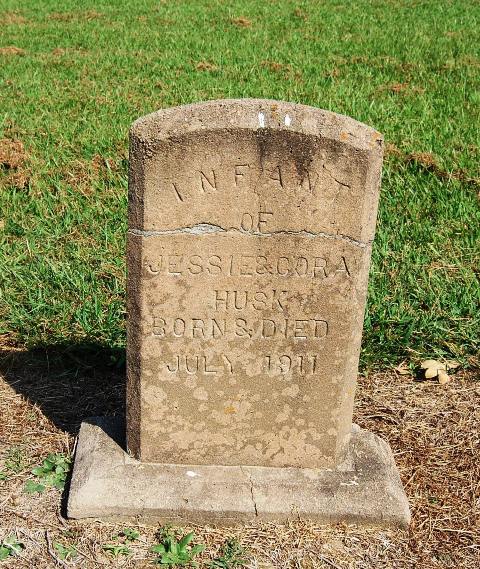 INFANT
OF
JESSIE & CORA
HUSK
BORN & DIED
JULY 1911